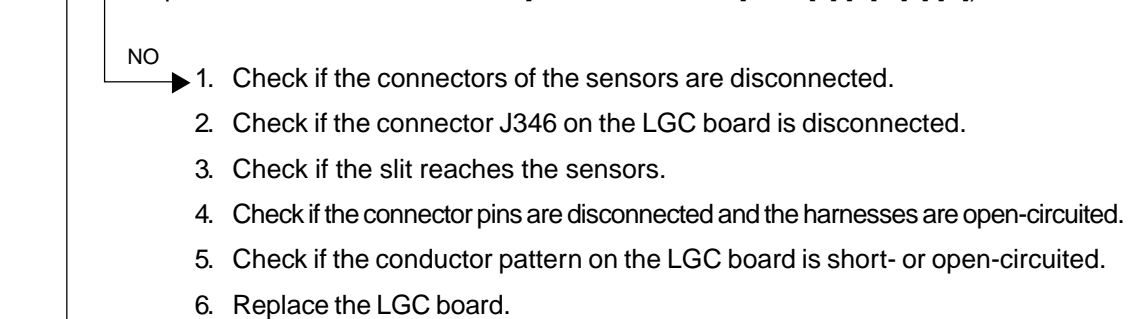 NO
1. Check if the connectors of the sensors are disconnected.
2. Check if the connector J346 on the LGC board is disconnected.
3. Check if the slit reaches the sensors.
4. Check if the connector pins are disconnected and the harnesses are open-circuited.
5. Check if the conductor pattern on the LGC board is short- or open-circuited.
6. Replace the LGC board.